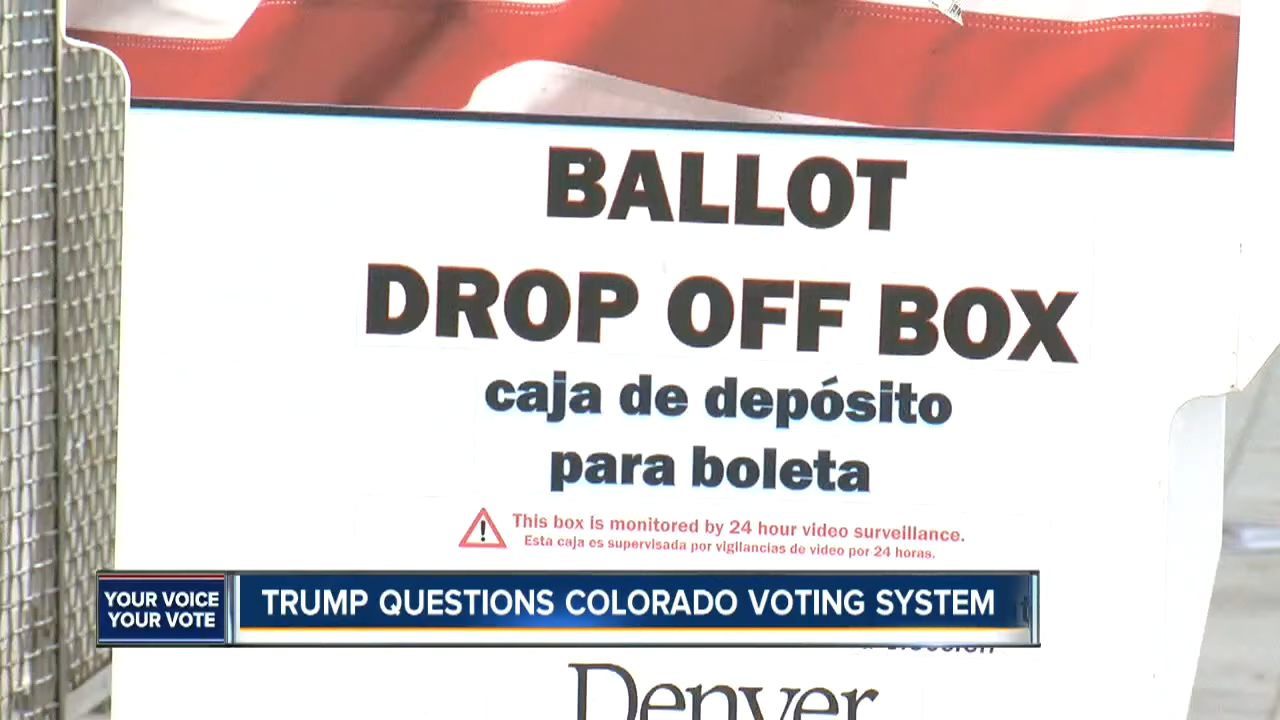 BALLOT
DROP OFF BOX
caja de depósito
para boleta
This box is monitored by 24 hour video surveillance.
Esta caja es supervisada por vigilancias de video por 24 horas.
YOUR VOICE
YOUR VOTE
TRUMP QUESTIONS COLORADO VOTING SYSTEM
Denver